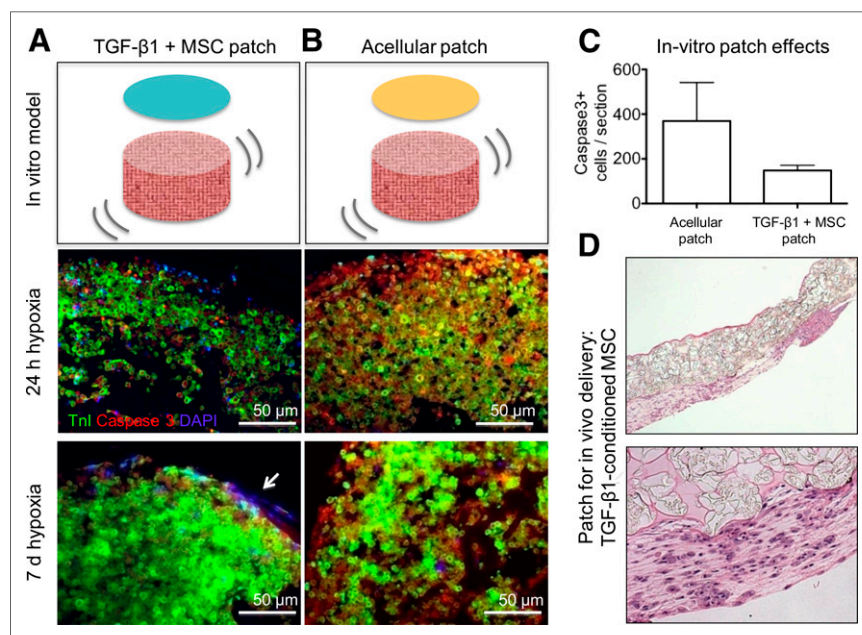 A
TGF-β1 + MSC patch
B
Acellular patch
In vitro model
24 h hypoxia
TnI Caspase 3 DAPI
50 µm
50 µm
7 d hypoxia
50 µm
50 µm
C
In-vitro patch effects
Caspase3+
cells / section
600
400
200
0
Acellular
patch
TGF-β1 + MSC
patch
D
Patch for in vivo delivery:
TGF-β1-conditioned MSC